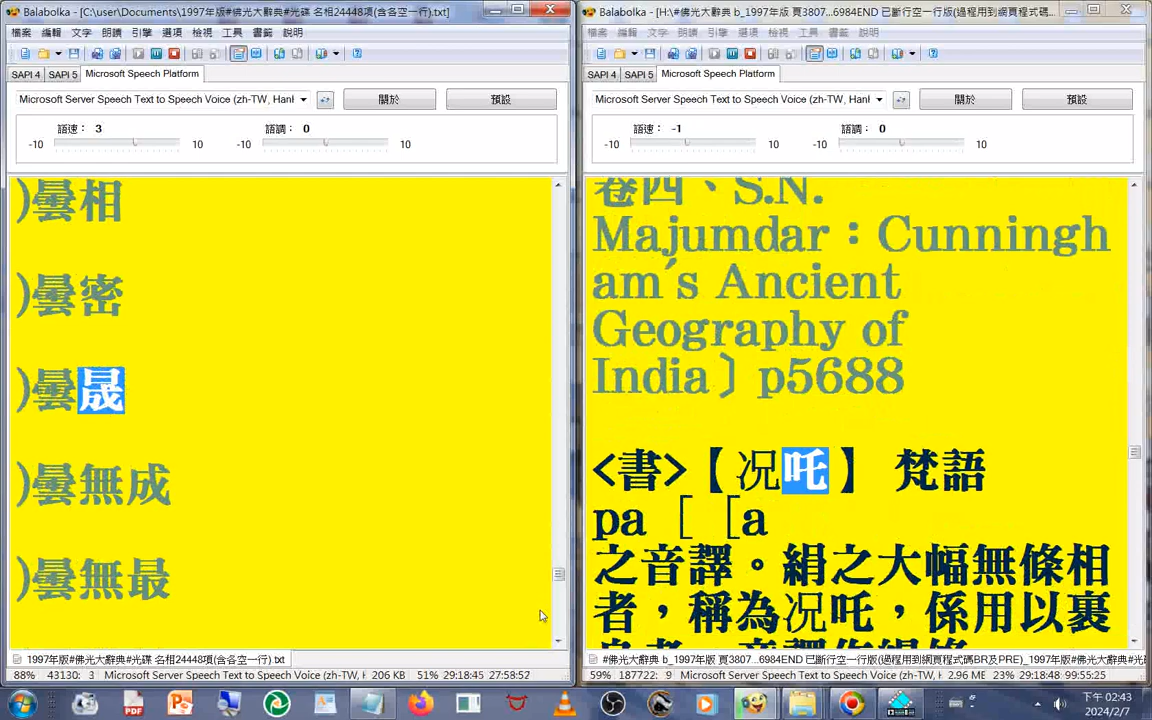 Balabolka - [C:\user\Documents\1997年版#佛光大辭典#光碟 名相24448項(含各空一行).txt]
檔案 編輯 文字 朗讀 引擎 選項 檢視 工具 書籤 說明
SAPI 4 SAPI 5 Microsoft Speech Platform
Microsoft Server Speech Text to Speech Voice (zh-TW, Hanl
關於
預設
語速： 3 語調： 0
-10 10 -10 10
)曇相
)曇密
)曇晟
)曇無成
)曇無最
1997年版#佛光大辭典#光碟 名相24448項(含各空一行).txt
88% 43130: 3 Microsoft Server Speech Text to Speech Voice (zh-TW, H 206 KB 51% 29:18:45 27:58:52
Balabolka - [H:\#佛光大辭典 b_1997年版 頁3807...6984END 已斷行空一行版(過程用到網頁程式碼...
檔案 編輯 文字 朗讀 引擎 選項 檢視 工具 書籤 說明
SAPI 4 SAPI 5 Microsoft Speech Platform
Microsoft Server Speech Text to Speech Voice (zh-TW, Hanl
關於
預設
語速： -1 語調： 0
-10 10 -10 10
卷四、S.N.
Majumdar：Cunningh
am′s Ancient
Geography of
India〕p5688
<書>【况吒】 梵語
pa［ ［a
之音譯。絹之大幅無條相
者，稱為况吒，係用以裹
#佛光大辭典 b_1997年版 頁3807...6984END 已斷行空一行版(過程用到網頁程式碼BR及PRE)_1997年版#佛光
59% 187722: 9 Microsoft Server Speech Text to Speech Voice (zh-TW, H 2.96 ME 23% 29:18:48 99:55:25
下午 02:43
2024/2/7